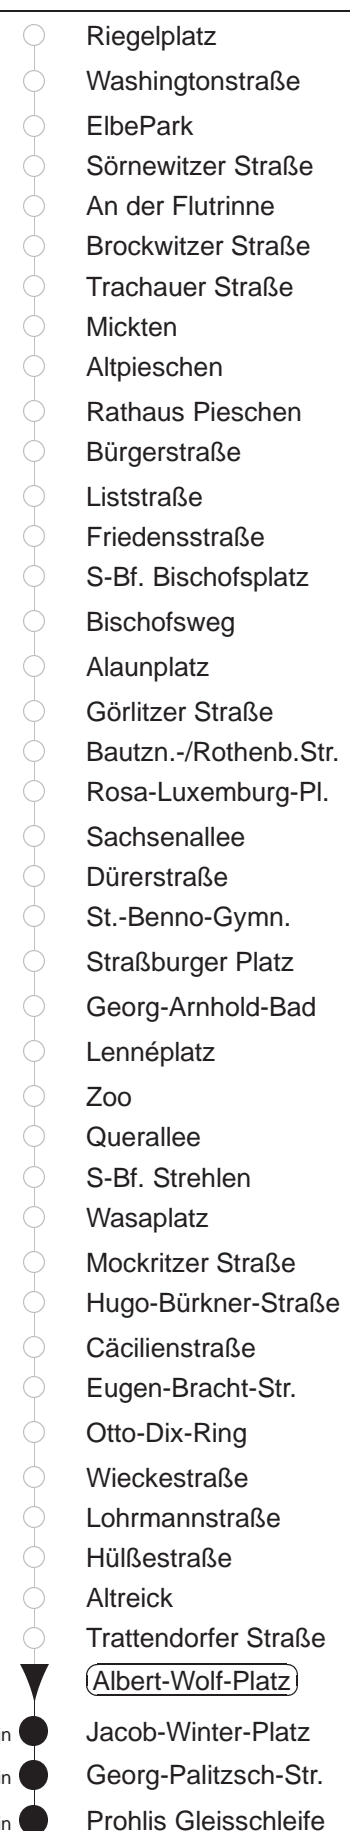 Riegelplatz
Washingtonstraße
ElbePark
Sörnewitzer Straße
An der Flutrinne
Brockwitzer Straße
Trachauer Straße
Mickten
Altpieschen
Rathaus Pieschen
Bürgerstraße
Liststraße
Friedensstraße
S-Bf. Bischofsplatz
Bischofsweg
Alaunplatz
Görlitzer Straße
Bautzn.-/Rothenb.Str.
Rosa-Luxemburg-Pl.
Sachsenallee
Dürerstraße
St.-Benno-Gymn.
Straßburger Platz
Georg-Arnhold-Bad
Lennéplatz
Zoo
Querallee
S-Bf. Strehlen
Wasaplatz
Mockritzer Straße
Hugo-Bürkner-Straße
Cäcilienstraße
Eugen-Bracht-Str.
Otto-Dix-Ring
Wieckestraße
Lohrmannstraße
Hülßestraße
Altreick
Trattendorfer Straße
Albert-Wolf-Platz
in Jacob-Winter-Platz
in Georg-Palitzsch-Str.
in Prohlis Gleisschleife